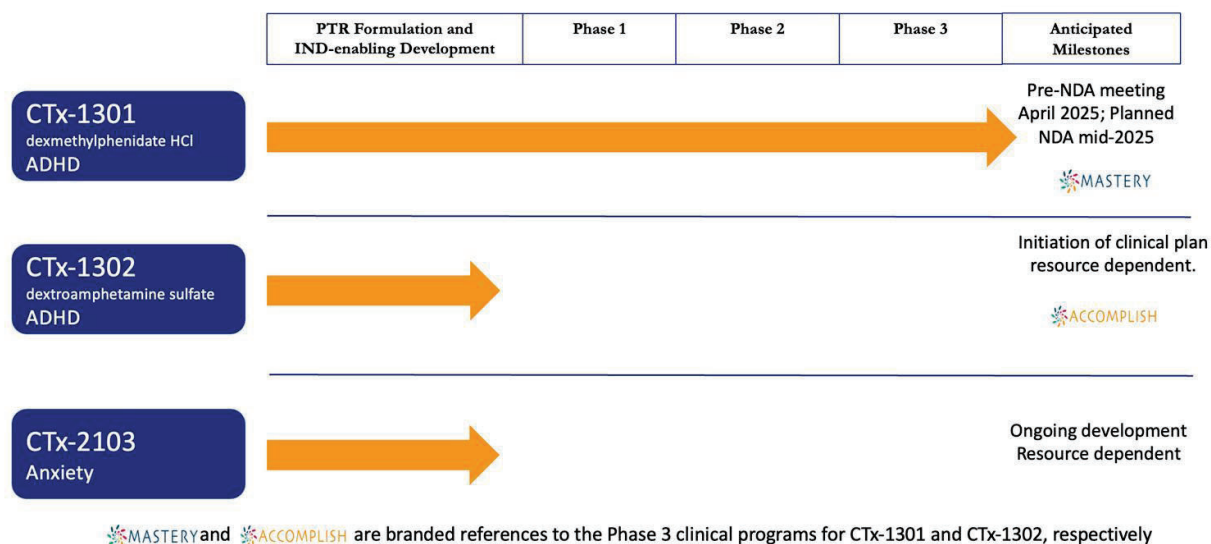 PTR Formulation and
IND-enabling Development
Phase 1
Phase 2
Phase 3
Anticipated
Milestones
CTx-1301
dexmethylphenidate HCl
ADHD
Pre-NDA meeting
April 2025; Planned
NDA mid-2025
MASTERY
CTx-1302
dextroamphetamine sulfate
ADHD
Initiation of clinical plan
resource dependent.
ACCOMPLISH
CTx-2103
Anxiety
Ongoing development
Resource dependent
MASTERY and ACCOMPLISH are branded references to the Phase 3 clinical programs for CTx-1301 and CTx-1302, respectively